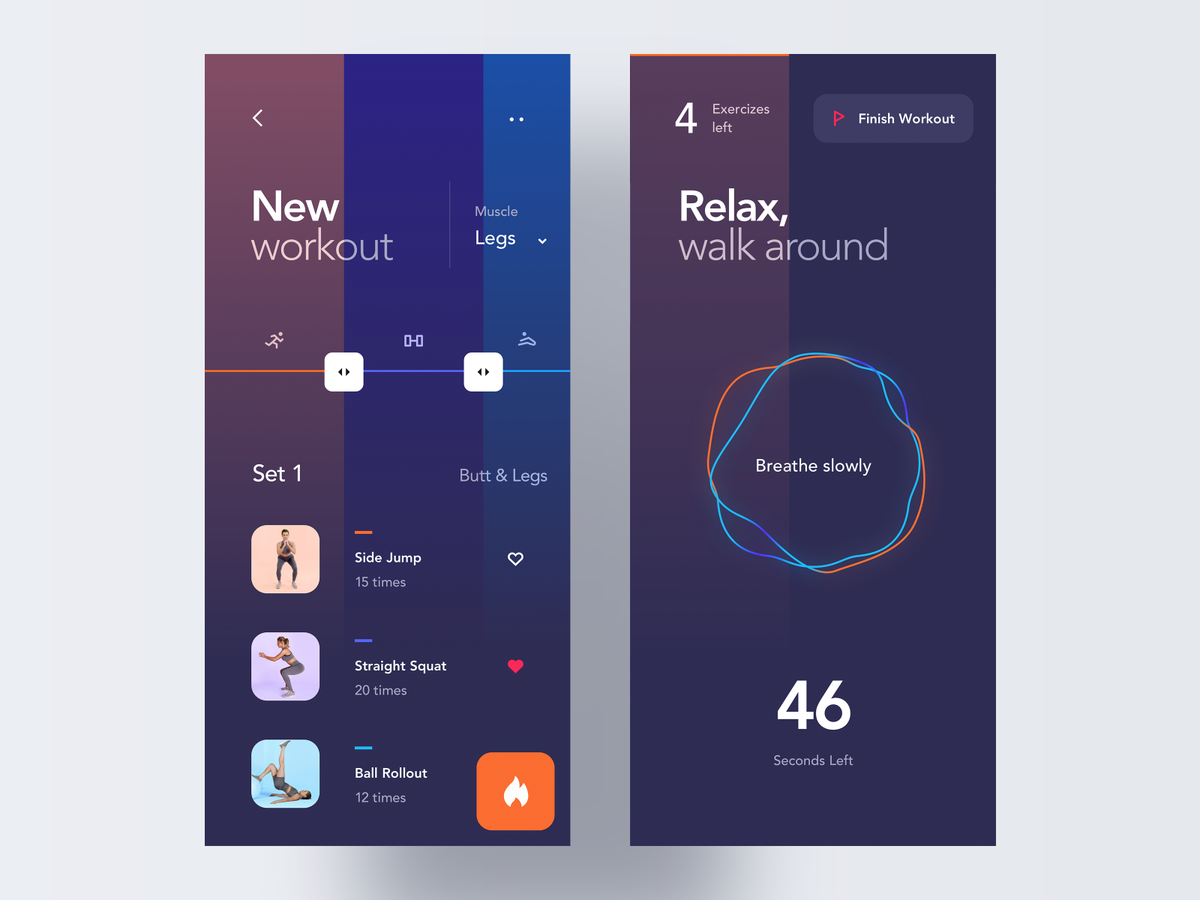 New
workout
Muscle
Legs
Set 1
Butt & Legs
Side Jump
15 times
Straight Squat
20 times
Ball Rollout
12 times
4
Exercizes
left
Finish Workout
Relax,
walk around
Breathe slowly
46
Seconds Left